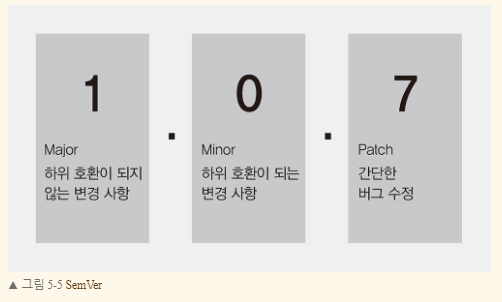 1 . 0 . 7
Major
하위 호환이 되지
않는 변경 사항
Minor
하위 호환이 되는
변경 사항
Patch
간단한
버그 수정
▲ 그림 5-5 SemVer